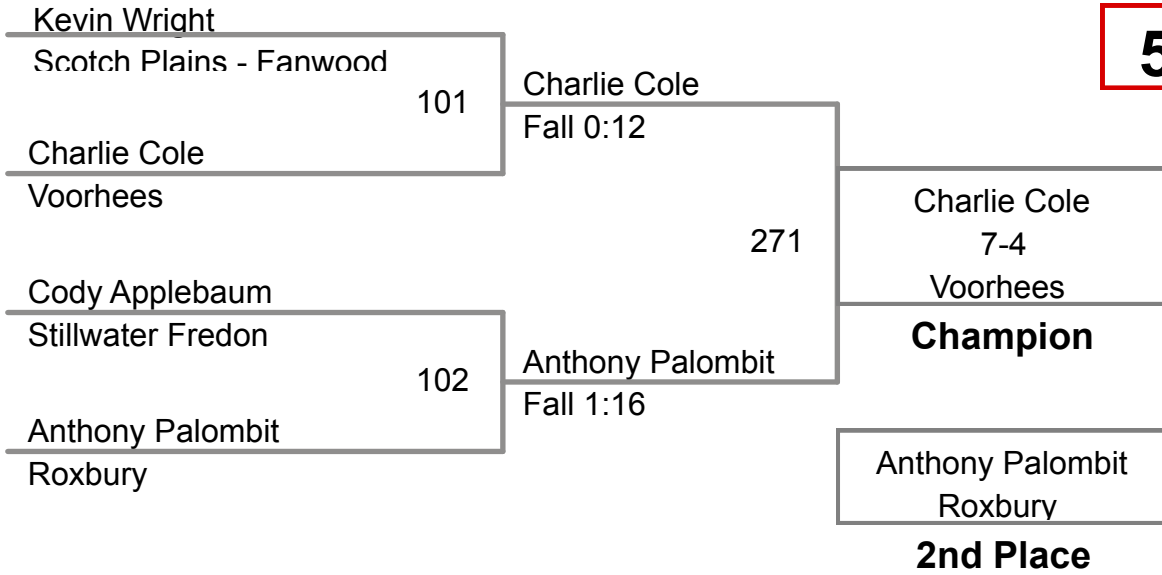 Kevin Wright
Scotch Plains - Fanwood
101
Charlie Cole
Voorhees
Charlie Cole
Fall 0:12
Cody Applebaum
Stillwater Fredon
102
Anthony Palombit
Roxbury
Anthony Palombit
Fall 1:16
271
5
Charlie Cole
7-4
Voorhees
Champion
Anthony Palombit
Roxbury
2nd Place